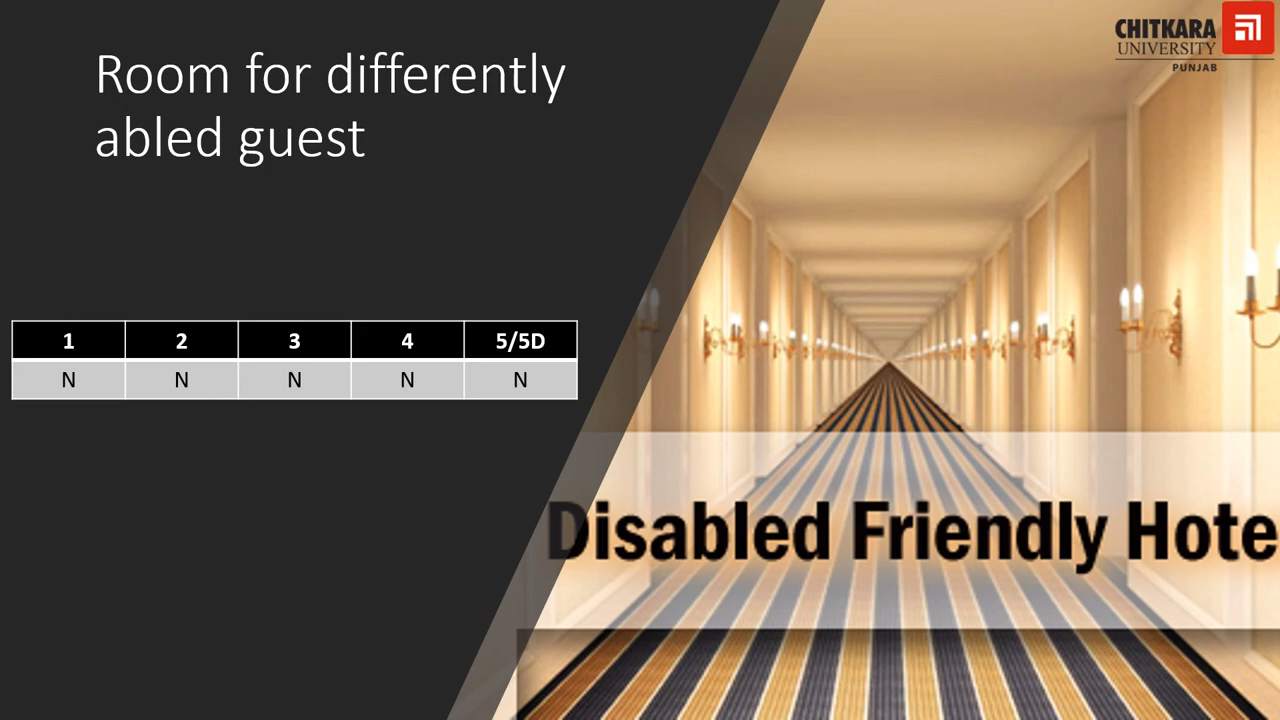 Room for differently
abled guest
CHITKARA
UNIVERSITY
PUNJAB
1 2 3 4 5/5D
N N N N N
Disabled Friendly Hote